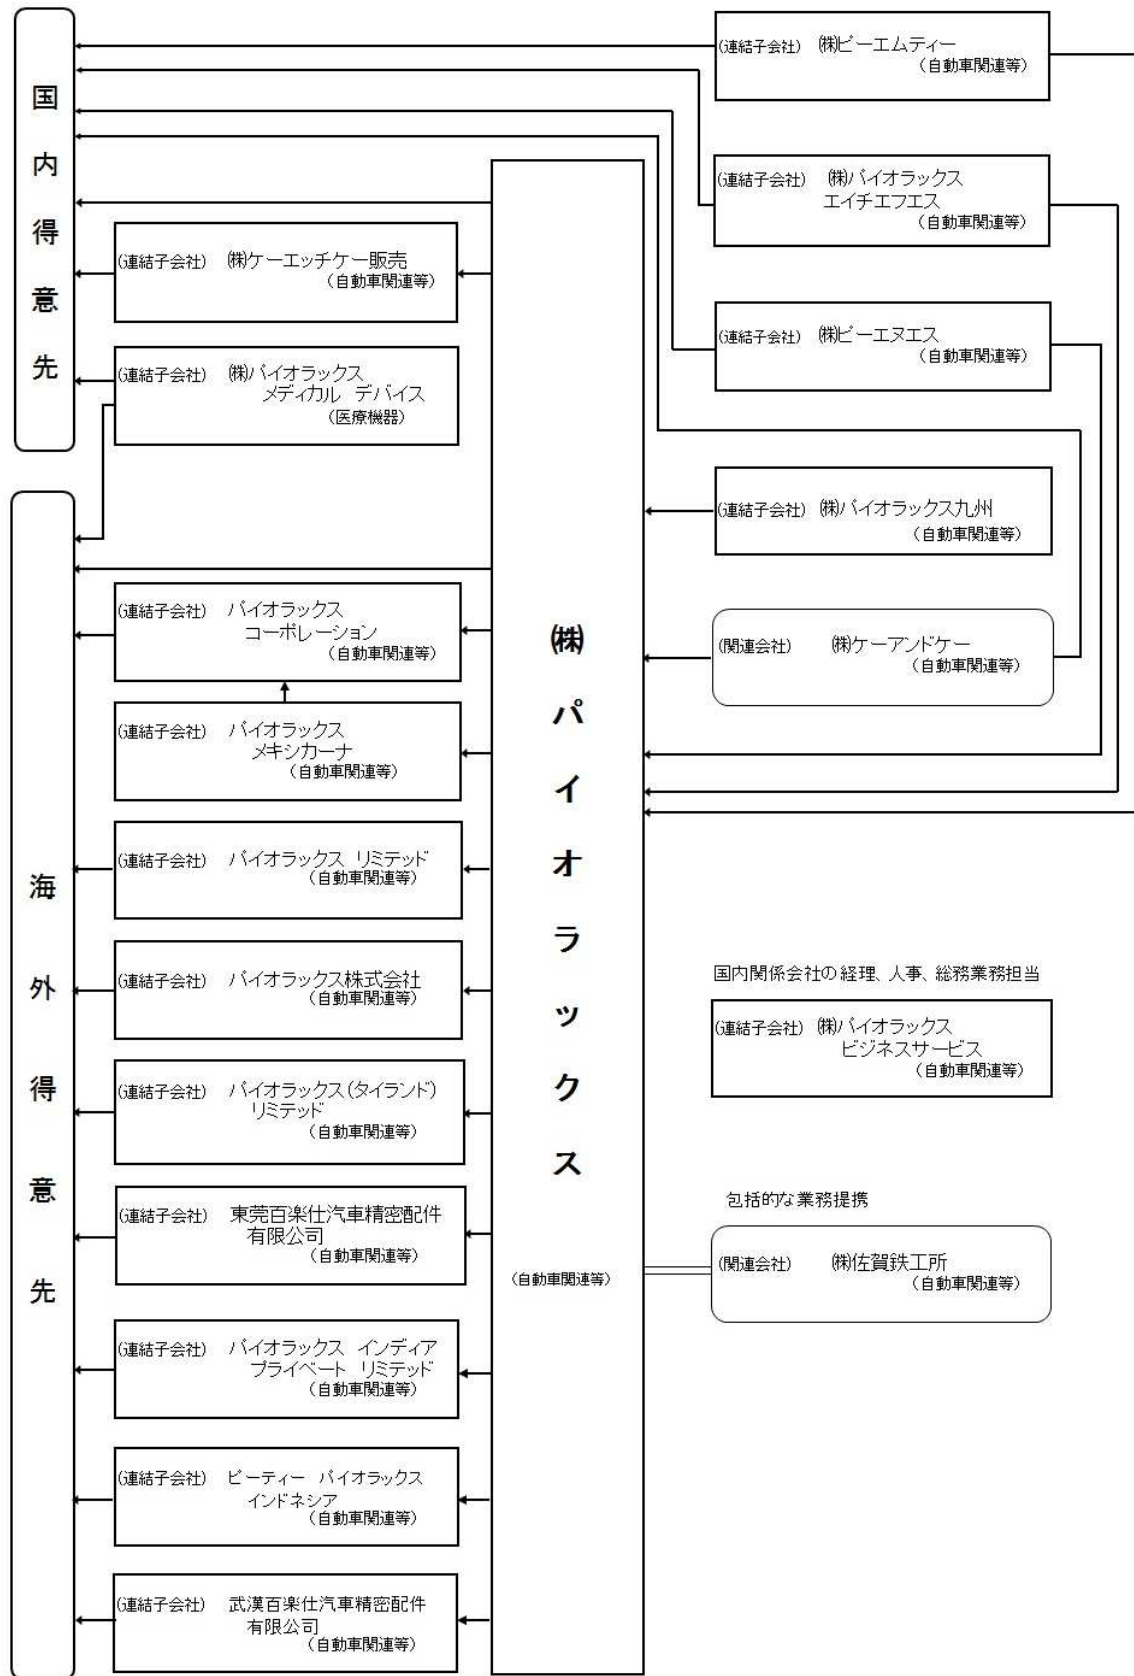 国内得意先
(連結子会社) ㈱ケーエッチケー販売
(自動車関連等)
(連結子会社) ㈱パイオラックス
メディカル デバイス
(医療機器)
海外得意先
(連結子会社) パイオラックス
コーポレーション
(自動車関連等)
(連結子会社) パイオラックス
メキシカーナ
(自動車関連等)
(連結子会社) パイオラックス リミテッド
(自動車関連等)
(連結子会社) パイオラックス株式会社
(自動車関連等)
(連結子会社) パイオラックス(タイランド)
リミテッド
(自動車関連等)
(連結子会社) 東莞百楽仕汽車精密配件
有限公司
(自動車関連等)
(連結子会社) パイオラックス インディア
プライベート リミテッド
(自動車関連等)
(連結子会社) ピーティー パイオラックス
インドネシア
(自動車関連等)
(連結子会社) 武漢百楽仕汽車精密配件
有限公司
(自動車関連等)
㈱パイオラックス
(自動車関連等)
(連結子会社) ㈱ピーエムティー
(自動車関連等)
(連結子会社) ㈱パイオラックス
エイチエフエス
(自動車関連等)
(連結子会社) ㈱ピーエヌエス
(自動車関連等)
(連結子会社) ㈱パイオラックス九州
(自動車関連等)
(関連会社) ㈱ケーアンドケー
(自動車関連等)
国内関係会社の経理、人事、総務業務担当
(連結子会社) ㈱パイオラックス
ビジネスサービス
(自動車関連等)
包括的な業務提携
(関連会社) ㈱佐賀鉄工所
(自動車関連等)